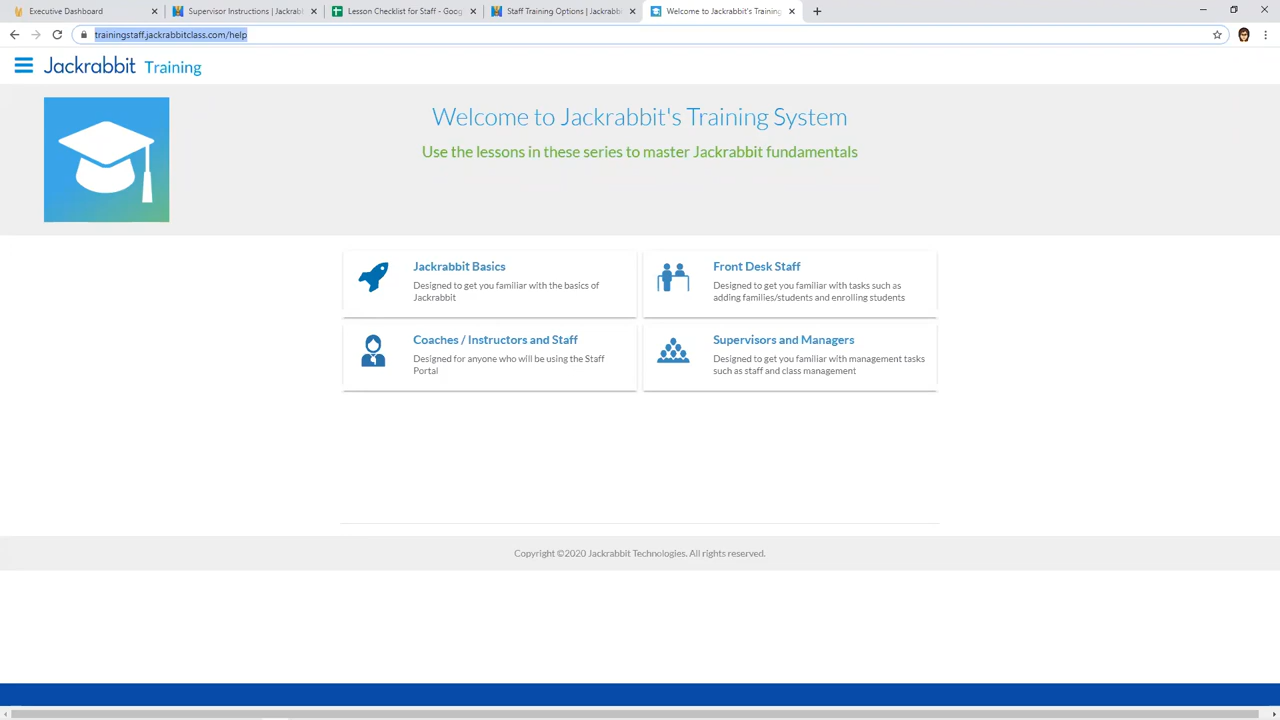 Executive Dashboard
Supervisor Instructions | Jackrabb
Lesson Checklist for Staff - Goog
Staff Training Options | Jackrabb
Welcome to Jackrabbit's Training
trainingstaff.jackrabbitclass.com/help
Jackrabbit Training
Welcome to Jackrabbit's Training System
Use the lessons in these series to master Jackrabbit fundamentals
Jackrabbit Basics
Designed to get you familiar with the basics of
Jackrabbit
Front Desk Staff
Designed to get you familiar with tasks such as
adding families/students and enrolling students
Coaches / Instructors and Staff
Designed for anyone who will be using the Staff
Portal
Supervisors and Managers
Designed to get you familiar with management tasks
such as staff and class management
Copyright ©2020 Jackrabbit Technologies. All rights reserved.